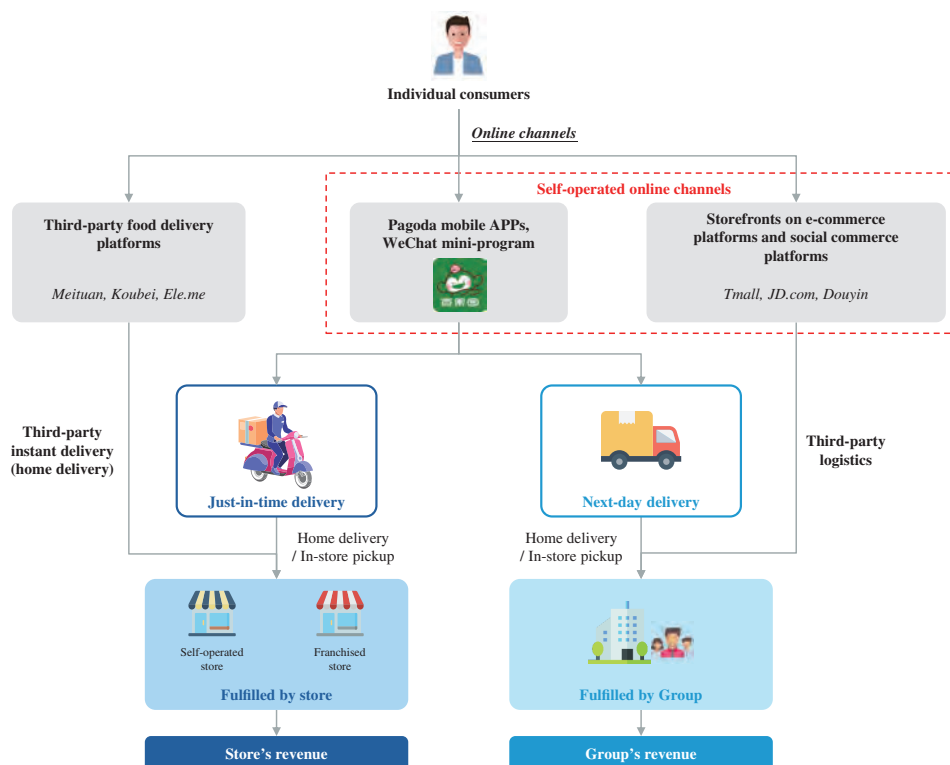 Individual consumers
Online channels
Self-operated online channels
Third-party food delivery
platforms
Meituan, Koubei, Ele.me
Pagoda mobile APPs,
WeChat mini-program
Storefronts on e-commerce
platforms and social commerce
platforms
Tmall, JD.com, Douyin
Third-party
instant delivery
(home delivery)
Just-in-time delivery
Next-day delivery
Third-party
logistics
Home delivery
/ In-store pickup
Home delivery
/ In-store pickup
Self-operated
store
Franchised
store
Fulfilled by store
Fulfilled by Group
Store's revenue
Group's revenue